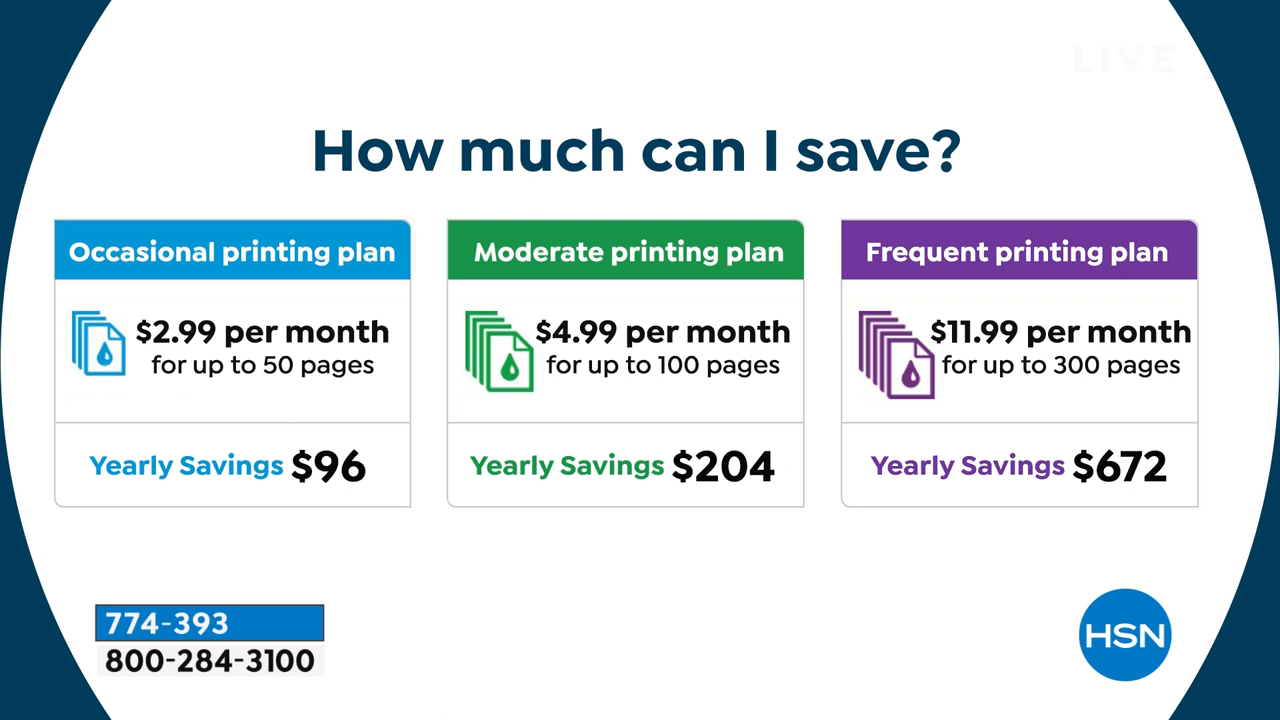 LIVE
How much can I save?
Occasional printing plan
$2.99 per month
for up to 50 pages
Yearly Savings $96
Moderate printing plan
$4.99 per month
for up to 100 pages
Yearly Savings $204
Frequent printing plan
$11.99 per month
for up to 300 pages
Yearly Savings $672
774-393
800-284-3100
HSN